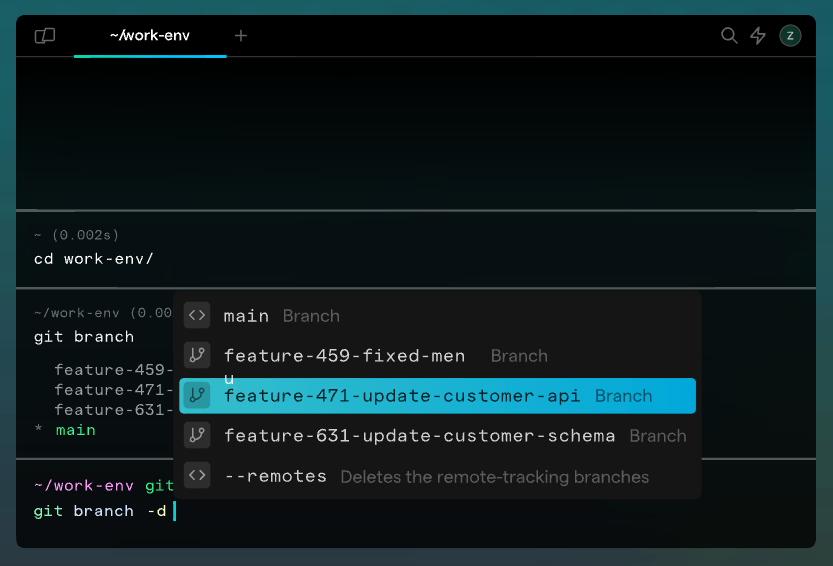 ~/work-env
Z
~ (0.002s)
cd work-env/
~/work-env (0.00
git branch
feature-459-
feature-471-
feature-631-
* main
main Branch
feature-459-fixed-men Branch
u
feature-471-update-customer-api Branch
feature-631-update-customer-schema Branch
--remotes Deletes the remote-tracking branches
~/work-env git
git branch -d